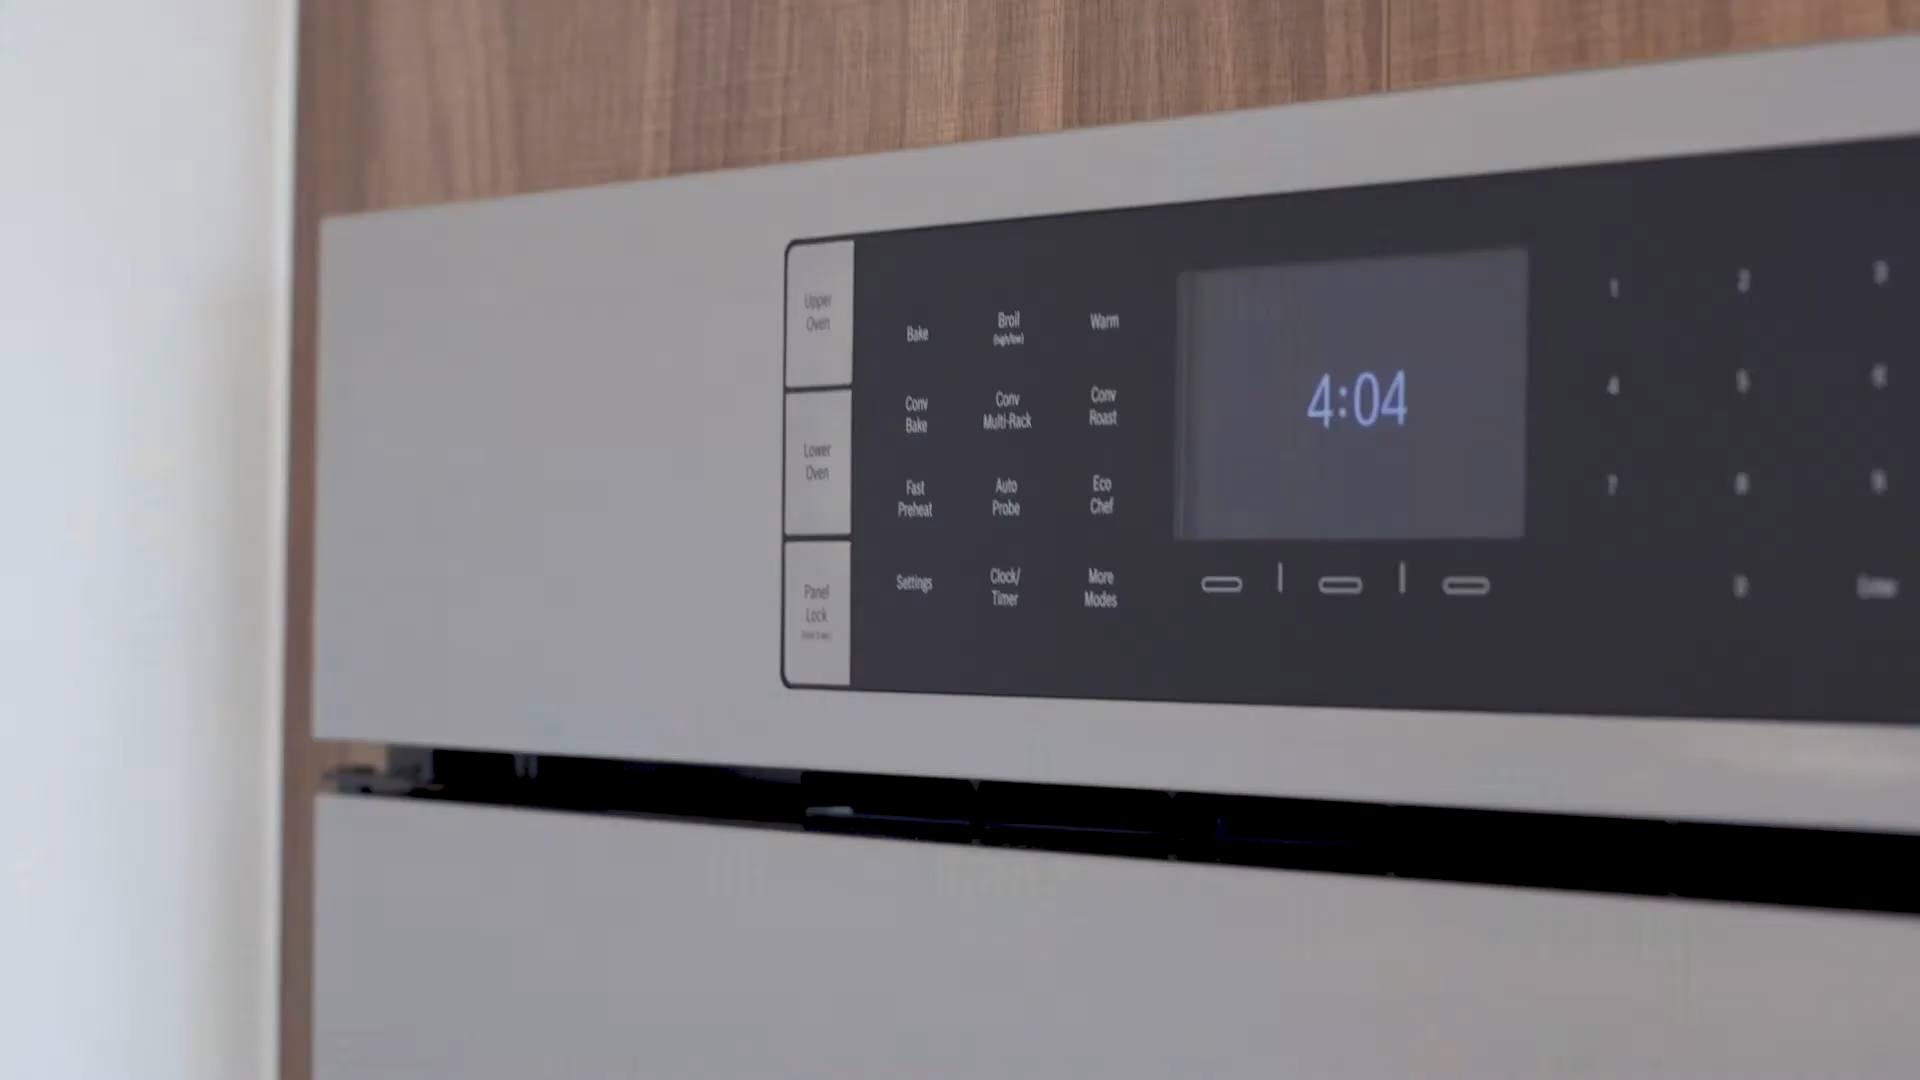 Upper
Oven
Lower
Oven
Panel
Lock
Bake
Broil
(high/low)
Warm
Conv
Bake
Conv
Multi-Rack
Conv
Roast
Fast
Preheat
Auto
Probe
Eco
Chef
Settings
Clock/
Timer
More
Modes
4:04
1 2 3
4 5 6
7 8 9
0 Enter